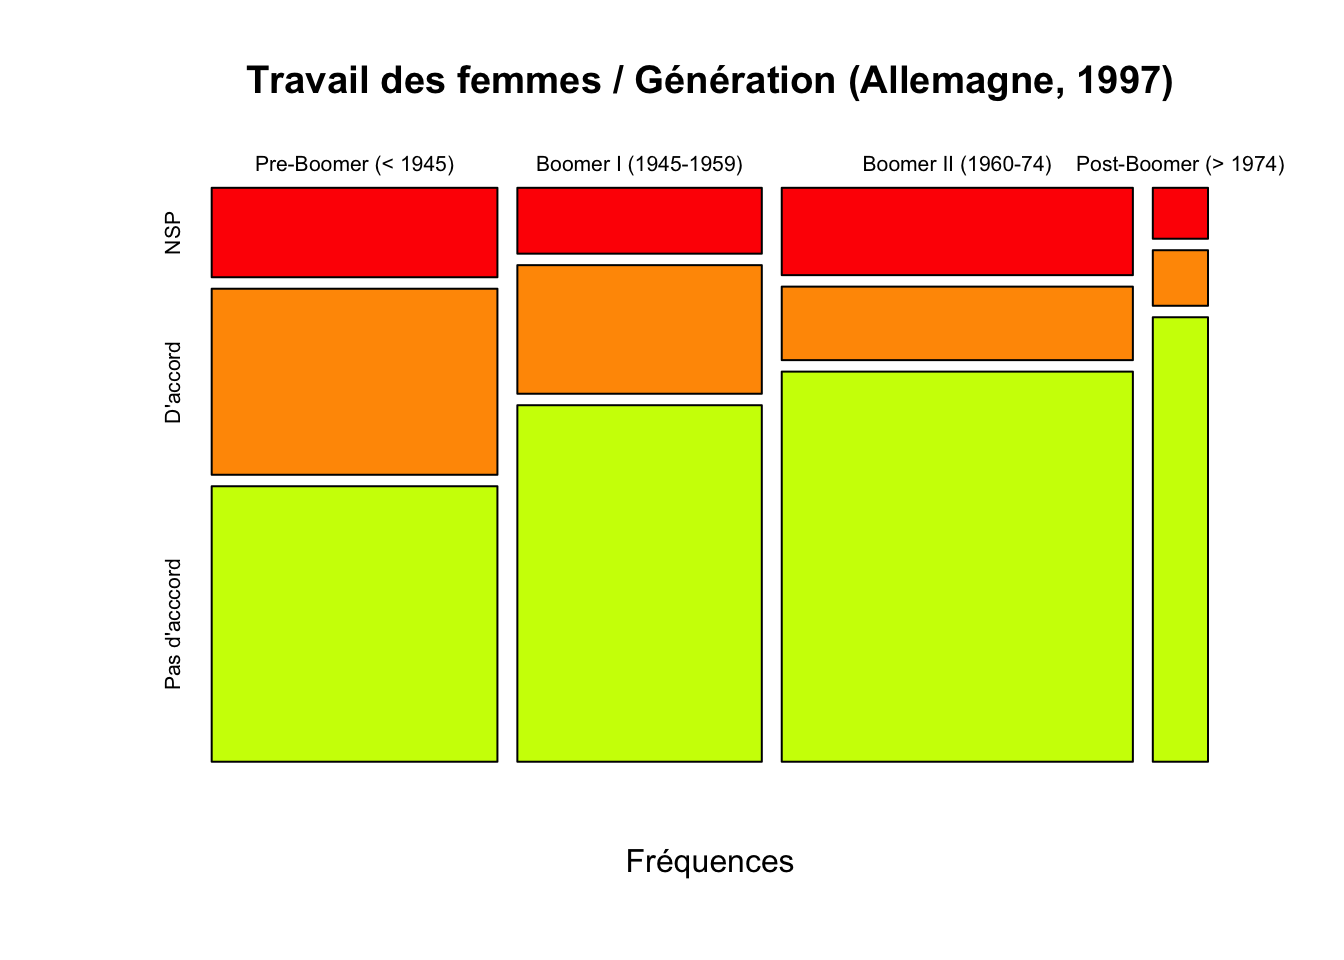 Travail des femmes / Génération (Allemagne, 1997)
Pre-Boomer (< 1945)
Boomer I (1945-1959)
Boomer II (1960-74)
Post-Boomer (> 1974)
NSP
D'accord
Pas d'acccord
Fréquences